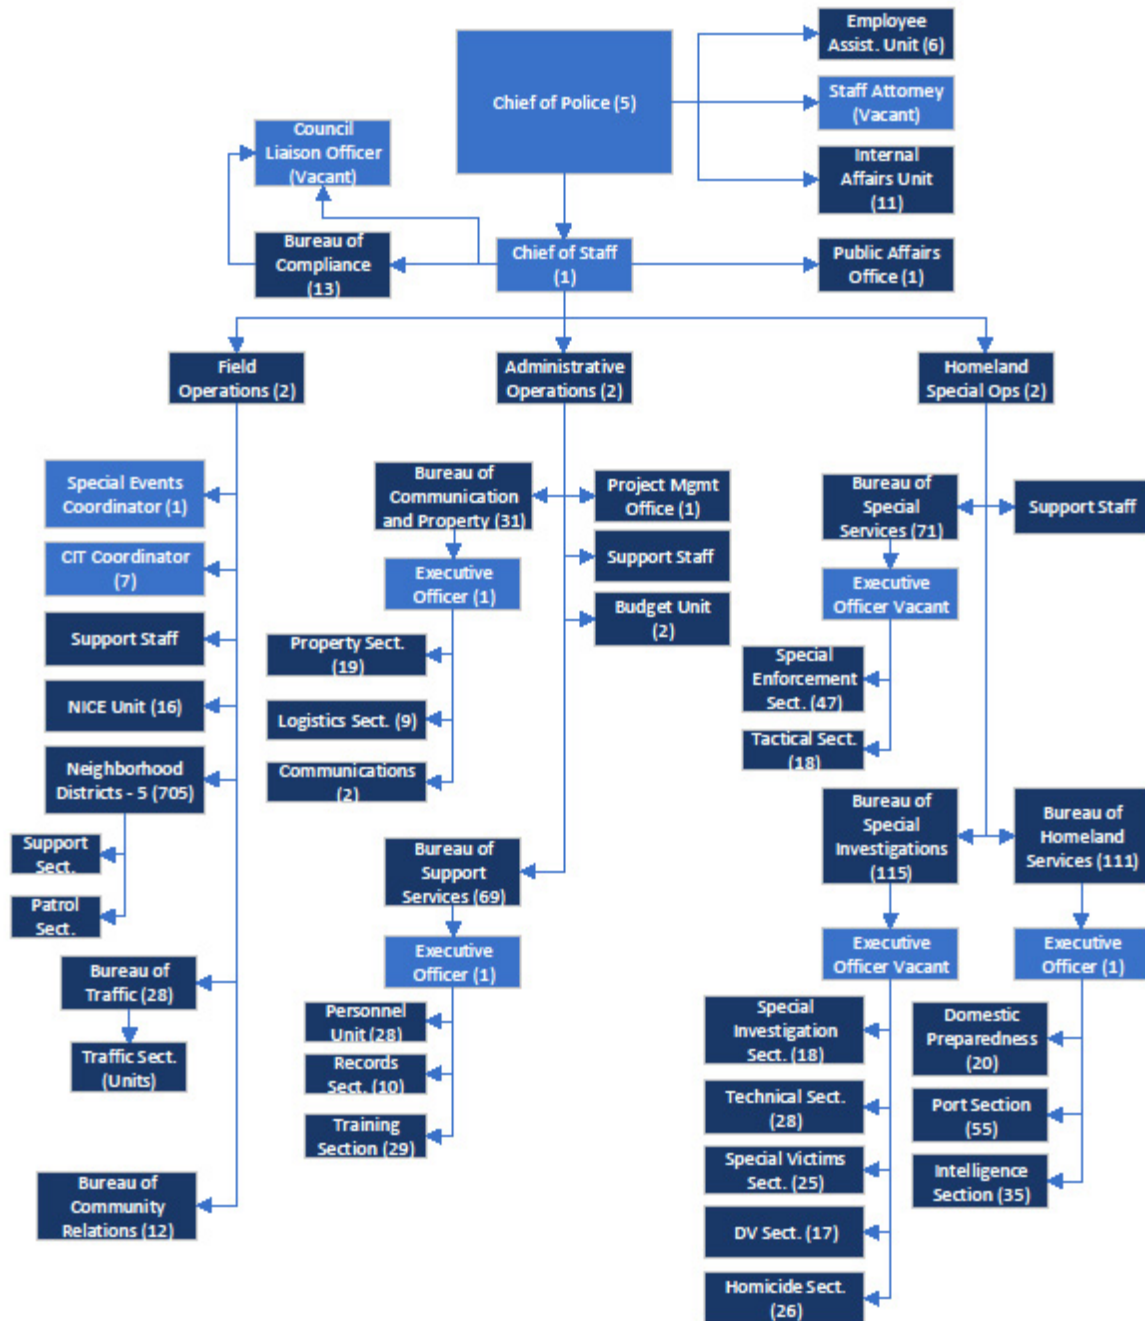 Employee
Assist. Unit (6)
Chief of Police (5)
Staff Attorney
(Vacant)
Council
Liaison Officer
(Vacant)
Internal
Affairs Unit
(11)
Bureau of
Compliance
(13)
Chief of Staff
(1)
Public Affairs
Office (1)
Field
Operations (2)
Administrative
Operations (2)
Homeland
Special Ops (2)
Special Events
Coordinator (1)
CIT Coordinator
(7)
Support Staff
NICE Unit (16)
Neighborhood
Districts - 5 (705)
Support
Sect.
Patrol
Sect.
Bureau of
Traffic (28)
Traffic Sect.
(Units)
Bureau of
Community
Relations (12)
Bureau of
Communication
and Property (31)
Project Mgmt
Office (1)
Executive
Officer (1)
Support Staff
Budget Unit
(2)
Property Sect.
(19)
Logistics Sect. (9)
Communications
(2)
Bureau of
Support
Services (69)
Executive
Officer (1)
Personnel
Unit (28)
Records
Sect. (10)
Training
Section (29)
Bureau of
Special
Services (71)
Support Staff
Executive
Officer Vacant
Special
Enforcement
Sect. (47)
Tactical Sect.
(18)
Bureau of
Special
Investigations
(115)
Bureau of
Homeland
Services (111)
Executive
Officer Vacant
Executive
Officer (1)
Special
Investigation
Sect. (18)
Technical Sect.
(28)
Special Victims
Sect. (25)
DV Sect. (17)
Homicide Sect.
(26)
Domestic
Preparedness
(20)
Port Section
(55)
Intelligence
Section (35)